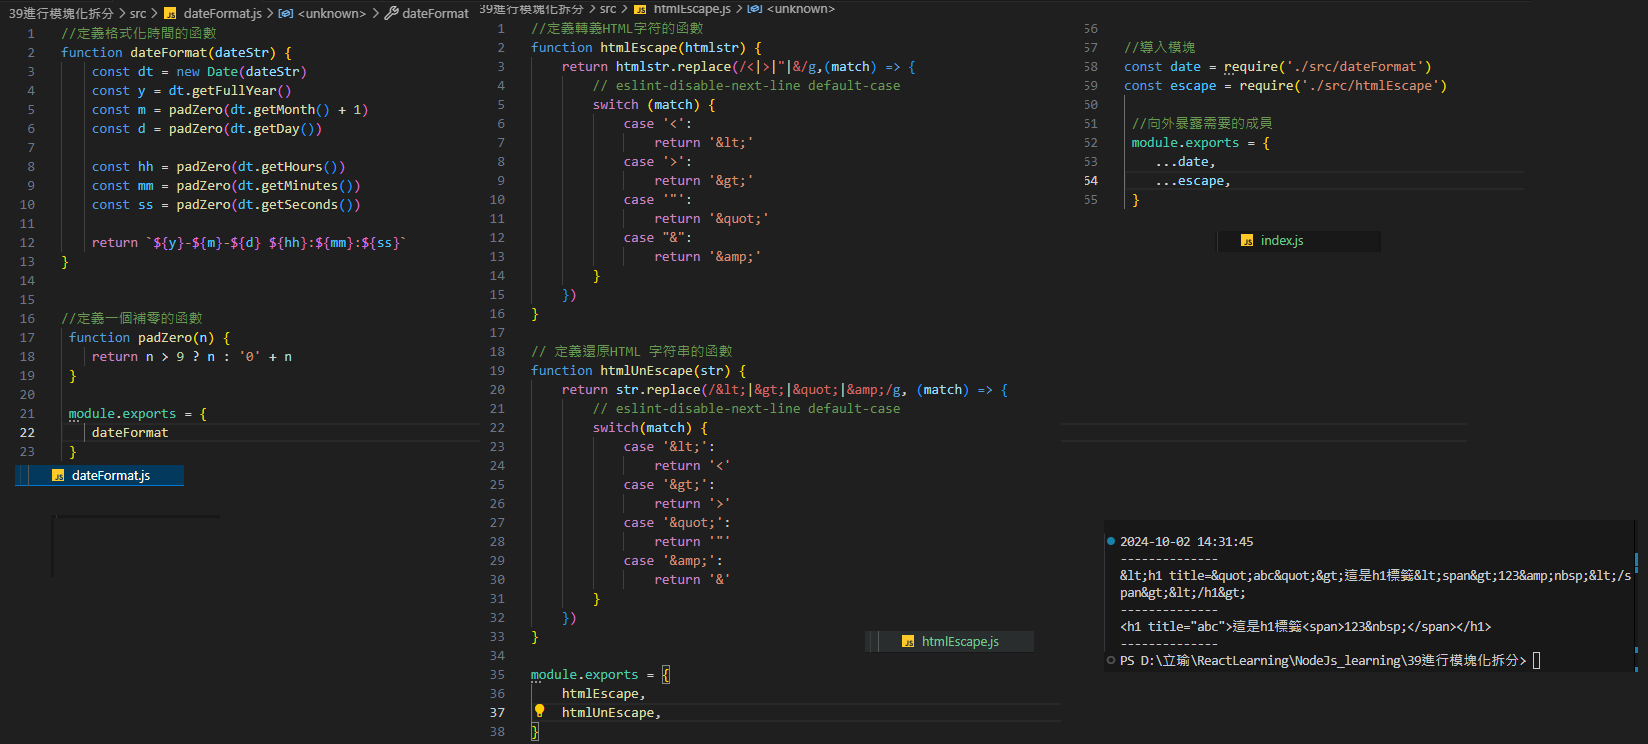 39進行模塊化拆分 > src > JS dateFormat.js > <unknown> > dateFormat
1 //定義格式化時間的函數
2 function dateFormat(dateStr) {
3 const dt = new Date(dateStr)
4 const y = dt.getFullYear()
5 const m = padZero(dt.getMonth() + 1)
6 const d = padZero(dt.getDay())
7
8 const hh = padZero(dt.getHours())
9 const mm = padZero(dt.getMinutes())
10 const ss = padZero(dt.getSeconds())
11
12 return `${y}-${m}-${d} ${hh}:${mm}:${ss}`
13 }
14
15
16 //定義一個補零的函數
17 function padZero(n) {
18 return n > 9 ? n : '0' + n
19 }
20
21 module.exports = {
22 dateFormat
23 }
JS dateFormat.js
39進行模塊化拆分 > src > JS htmlEscape.js > <unknown>
1 //定義轉義HTML字符的函數
2 function htmlEscape(htmlstr) {
3 return htmlstr.replace(/<|>|"|&/g,(match) => {
4 // eslint-disable-next-line default-case
5 switch (match) {
6 case '<':
7 return '&lt;'
8 case '>':
9 return '&gt;'
10 case '"':
11 return '&quot;'
12 case "&":
13 return '&amp;'
14 }
15 })
16 }
17
18 // 定義還原HTML 字符串的函數
19 function htmlUnEscape(str) {
20 return str.replace(/&lt;|&gt;|&quot;|&amp;/g, (match) => {
21 // eslint-disable-next-line default-case
22 switch(match) {
23 case '&lt;':
24 return '<'
25 case '&gt;':
26 return '>'
27 case '&quot;':
28 return '"'
29 case '&amp;':
30 return '&'
31 }
32 })
33 }
34
35 module.exports = {
36 htmlEscape,
37 htmlUnEscape,
38 }
JS htmlEscape.js
56
57 //導入模塊
58 const date = require('./src/dateFormat')
59 const escape = require('./src/htmlEscape')
60
61 //向外暴露需要的成員
62 module.exports = {
63 ...date,
64 ...escape,
65 }
JS index.js
2024-10-02 14:31:45
--------------
&lt;h1 title=&quot;abc&quot;&gt;這是h1標籤&lt;span&gt;123&amp;nbsp;&lt;/s
pan&gt;&lt;/h1&gt;
--------------
<h1 title="abc">這是h1標籤<span>123&nbsp;</span></h1>
--------------
PS D:\立瑜\ReactLearning\NodeJs_learning\39進行模塊化拆分>